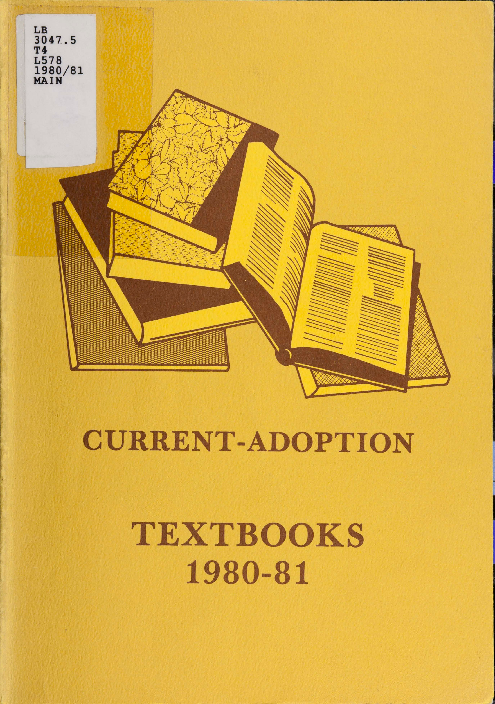 LB
3047.5
T4
L578
1980/81
MAIN
CURRENT-ADOPTION
TEXTBOOKS
1980-81